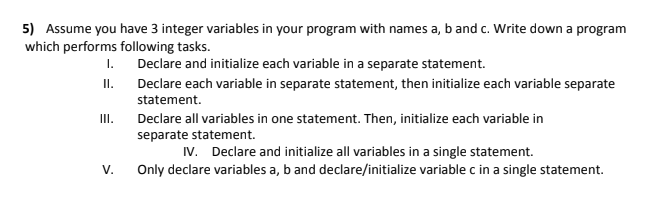 5) Assume you have 3 integer variables in your program with names a, b and c. Write down a program
which performs following tasks.
I. Declare and initialize each variable in a separate statement.
II. Declare each variable in separate statement, then initialize each variable separate
statement.
III. Declare all variables in one statement. Then, initialize each variable in
separate statement.
IV. Declare and initialize all variables in a single statement.
V. Only declare variables a, b and declare/initialize variable c in a single statement.